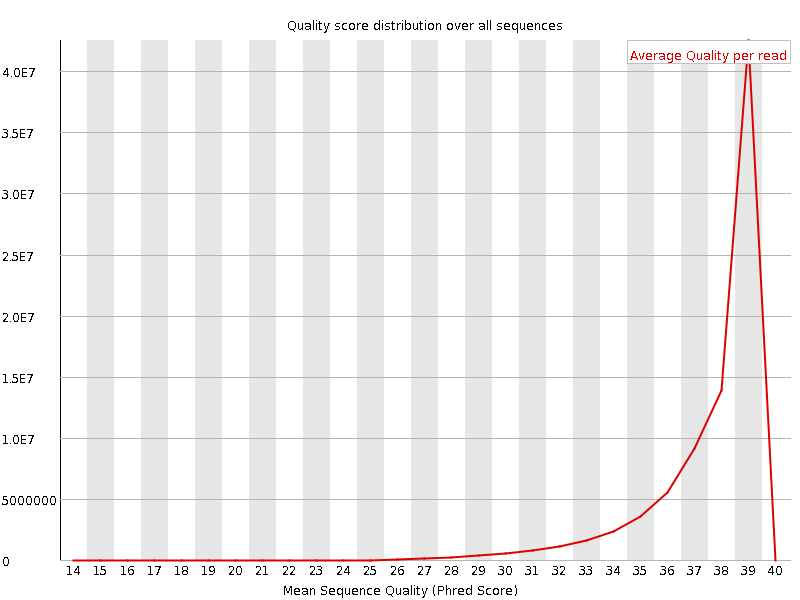 Quality score distribution over all sequences
Average Quality per read
4.0E7
3.5E7
3.0E7
2.5E7
2.0E7
1.5E7
1.0E7
5000000
0
14 15 16 17 18 19 20 21 22 23 24 25 26 27 28 29 30 31 32 33 34 35 36 37 38 39 40
Mean Sequence Quality (Phred Score)